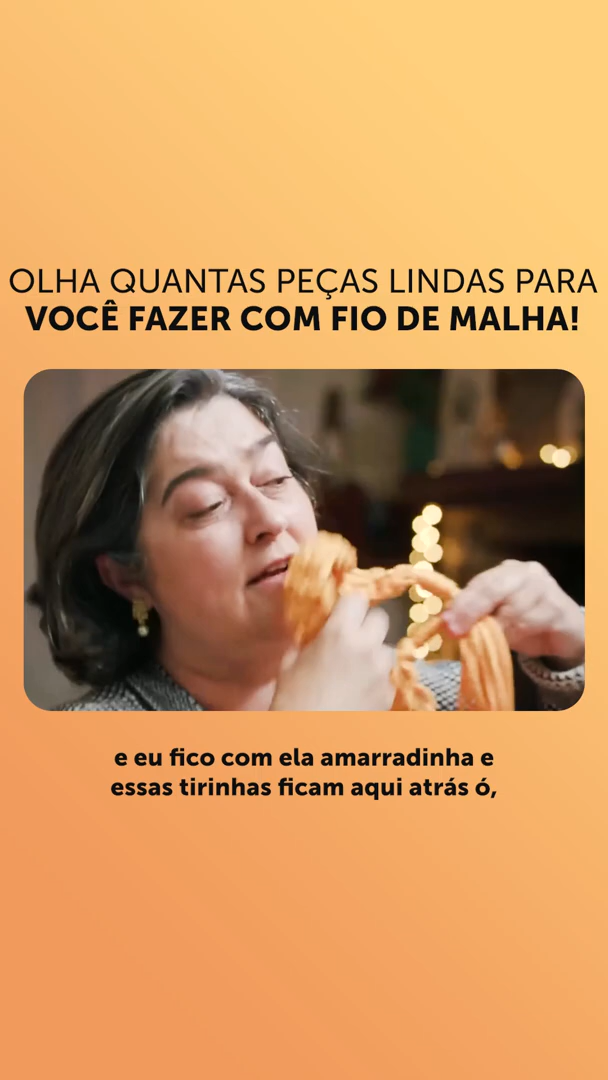 OLHA QUANTAS PEÇAS LINDAS PARA
VOCÊ FAZER COM FIO DE MALHA!
e eu fico com ela amarradinha e
essas tirinhas ficam aqui atrás ó,